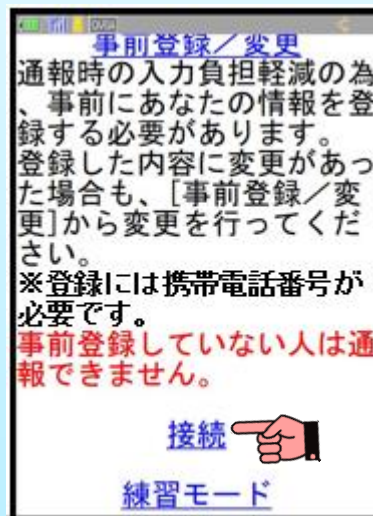 事前登録／変更
通報時の入力負担軽減の為
、事前にあなたの情報を登
録する必要があります。
登録した内容に変更があっ
た場合も、[事前登録／変
更]から変更を行ってくだ
さい。
※登録には携帯電話番号が
必要です。
事前登録していない人は通
報できません。
接続
練習モード